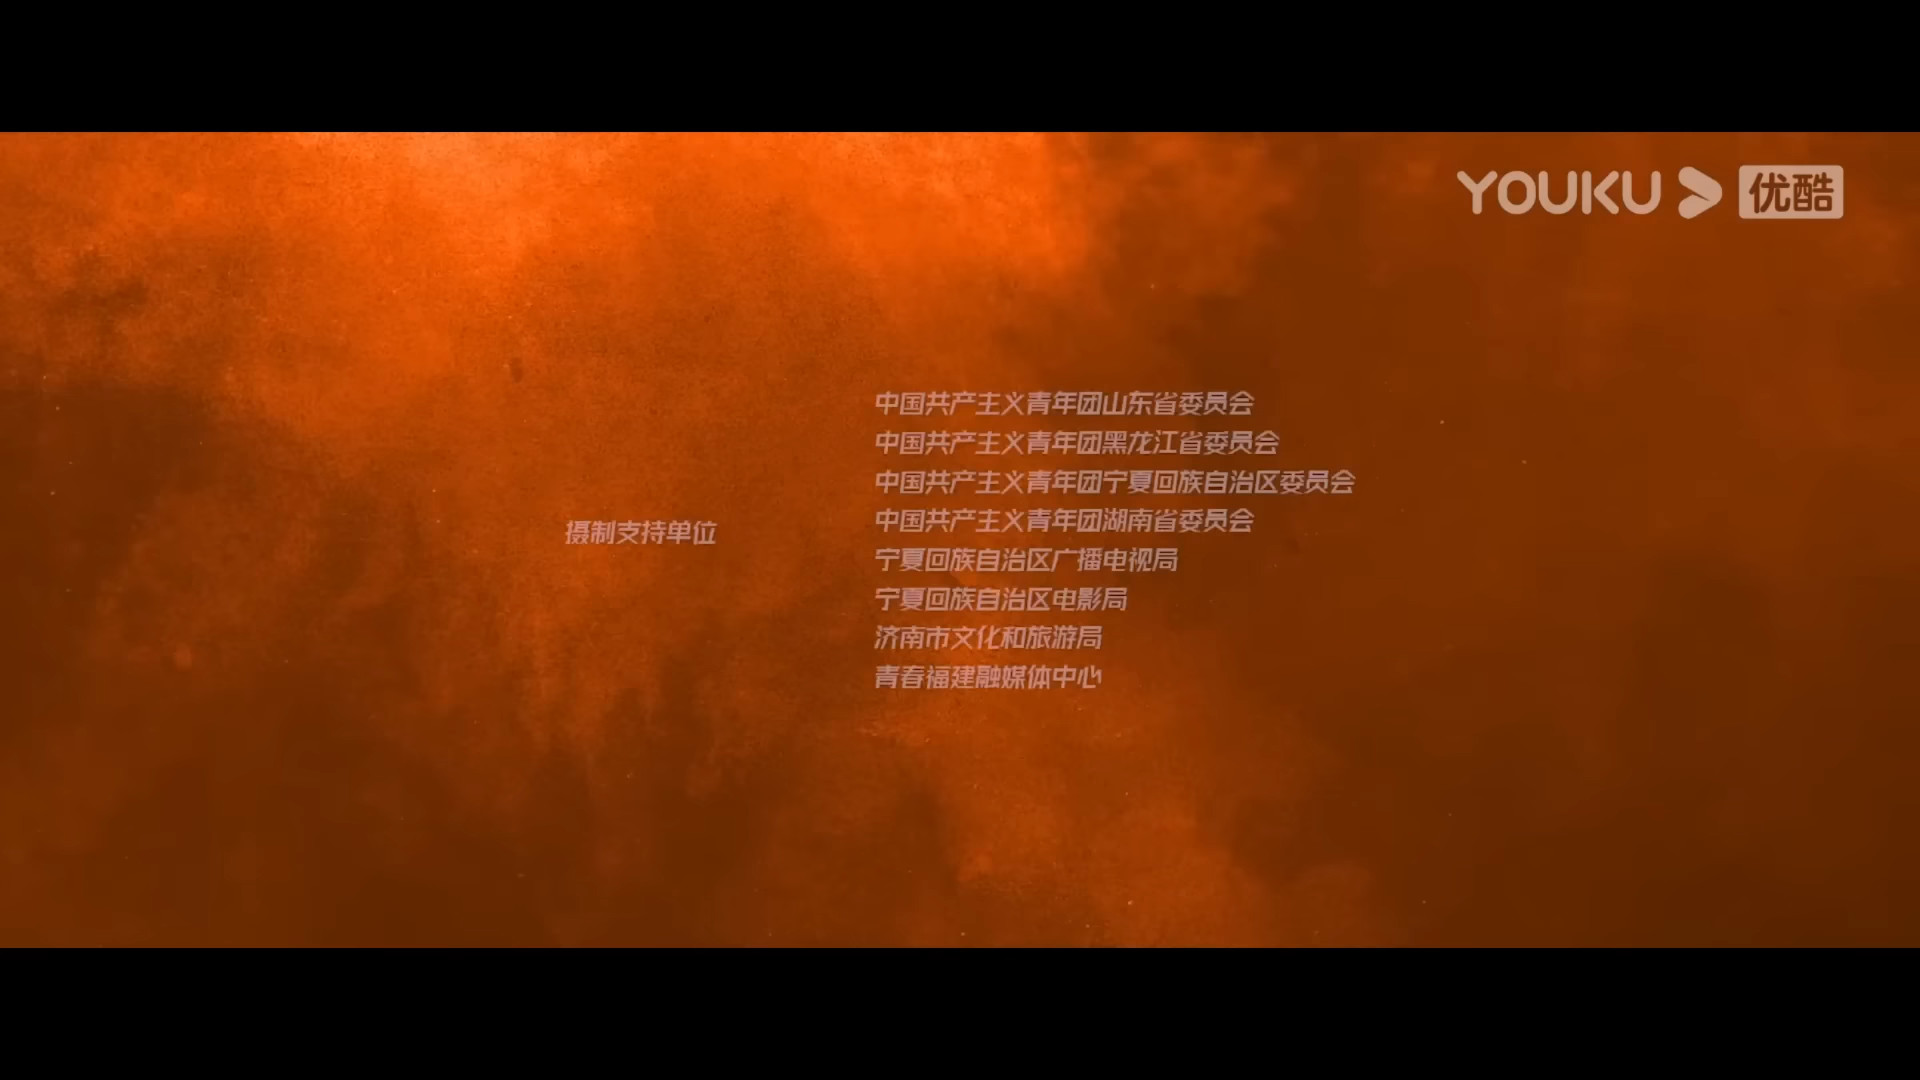 YOUKU 优酷
中国共产主义青年团山东省委员会
中国共产主义青年团黑龙江省委员会
中国共产主义青年团宁夏回族自治区委员会
摄制支持单位
中国共产主义青年团湖南省委员会
宁夏回族自治区广播电视局
宁夏回族自治区电影局
济南市文化和旅游局
青春福建融媒体中心